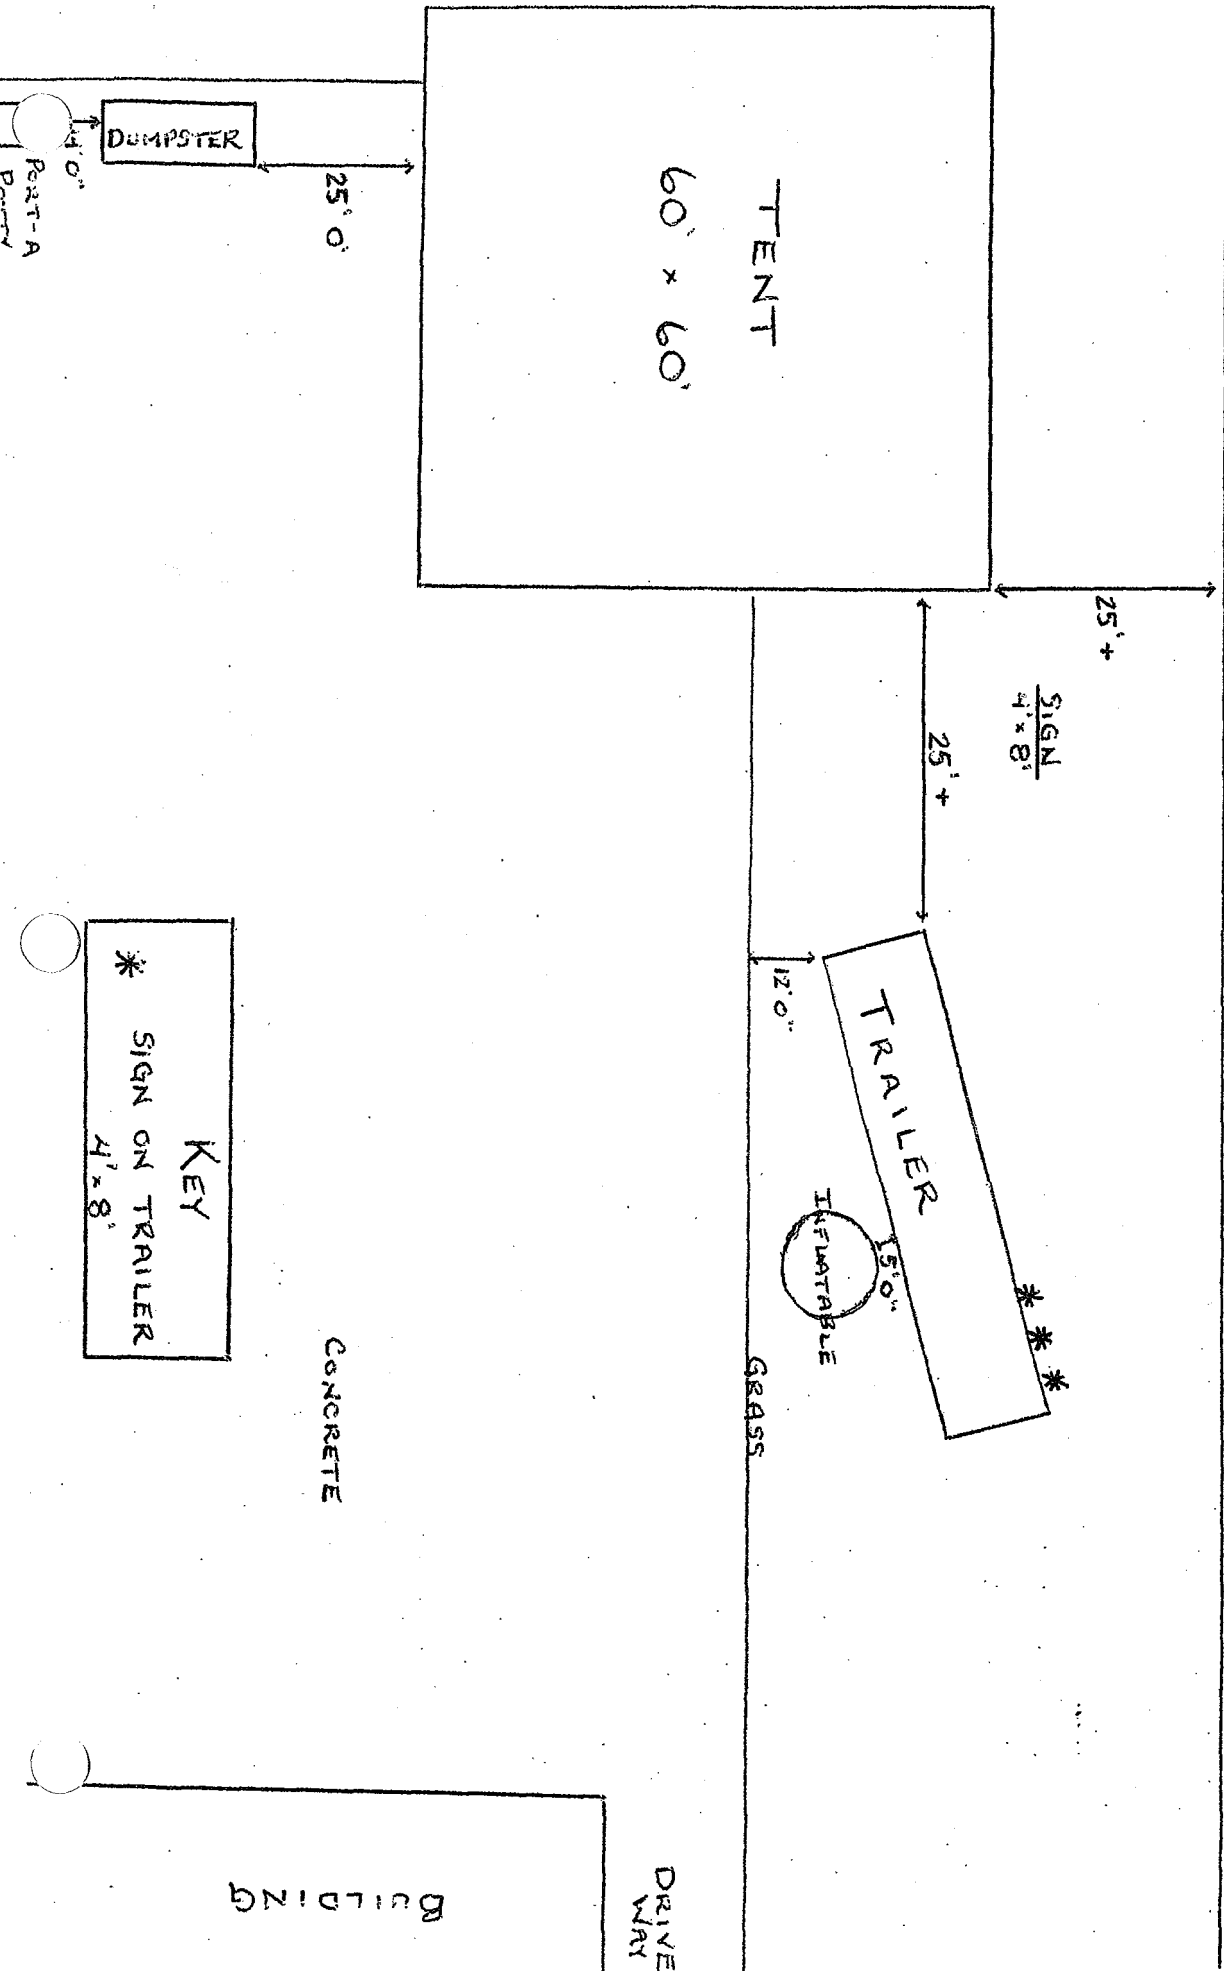 TENT
60' x 60'
25'+
SIGN
4' x 8'
25'+
DUMPSTER
25' 0"
4'0"
PORT-A
POTTY
TRAILER
12'0"
15'0"
INFLATABLE
* * *
GRASS
KEY
* SIGN ON TRAILER
4' x 8'
CONCRETE
DRIVE
WAY
BUILDING